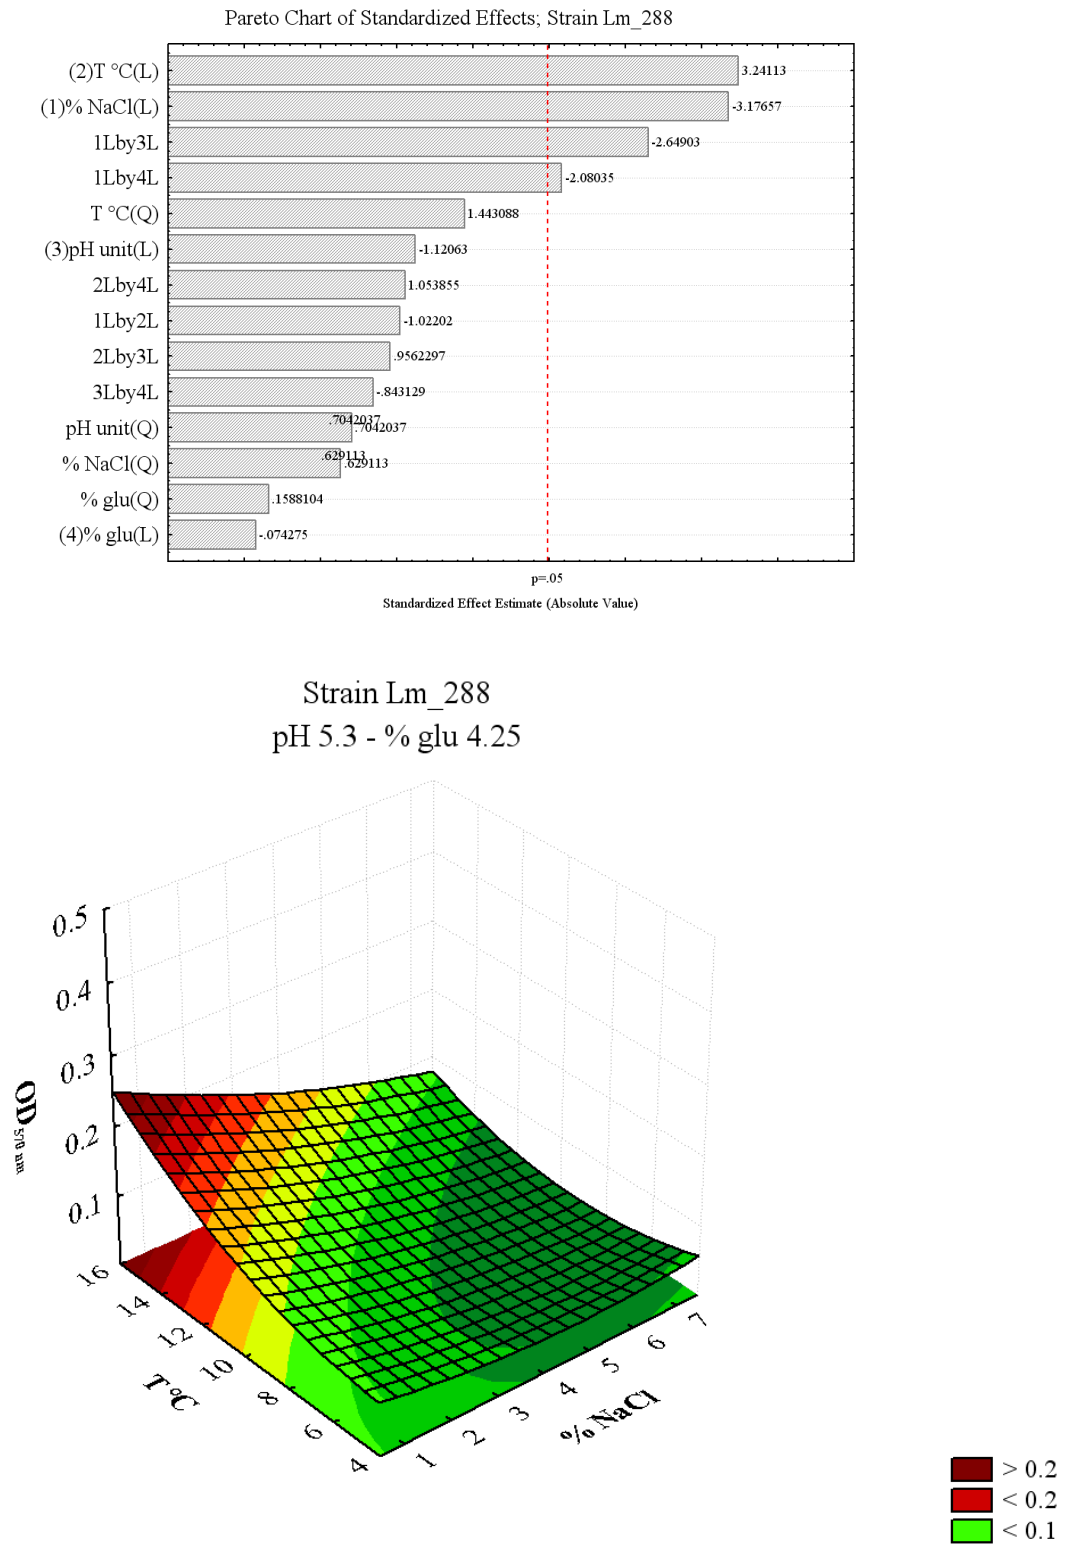 Pareto Chart of Standardized Effects; Strain Lm_288
(2)T °C(L)
3.24113
(1)% NaCl(L)
-3.17657
1Lby3L
-2.64903
1Lby4L
-2.08035
T °C(Q)
1.443088
(3)pH unit(L)
-1.12063
2Lby4L
1.053855
1Lby2L
-1.02202
2Lby3L
.9562297
3Lby4L
-.843129
pH unit(Q)
.7042037
.7042037
% NaCl(Q)
.629113
.629113
% glu(Q)
.1588104
(4)% glu(L)
-.074275
p=.05
Standardized Effect Estimate (Absolute Value)
Strain Lm_288
pH 5.3 - % glu 4.25
0.5
0.4
0.3
0.2
0.1
OD 570 nm
16
14
12
10
8
6
4
T °C
1
2
3
4
5
6
7
% NaCl
> 0.2
< 0.2
< 0.1